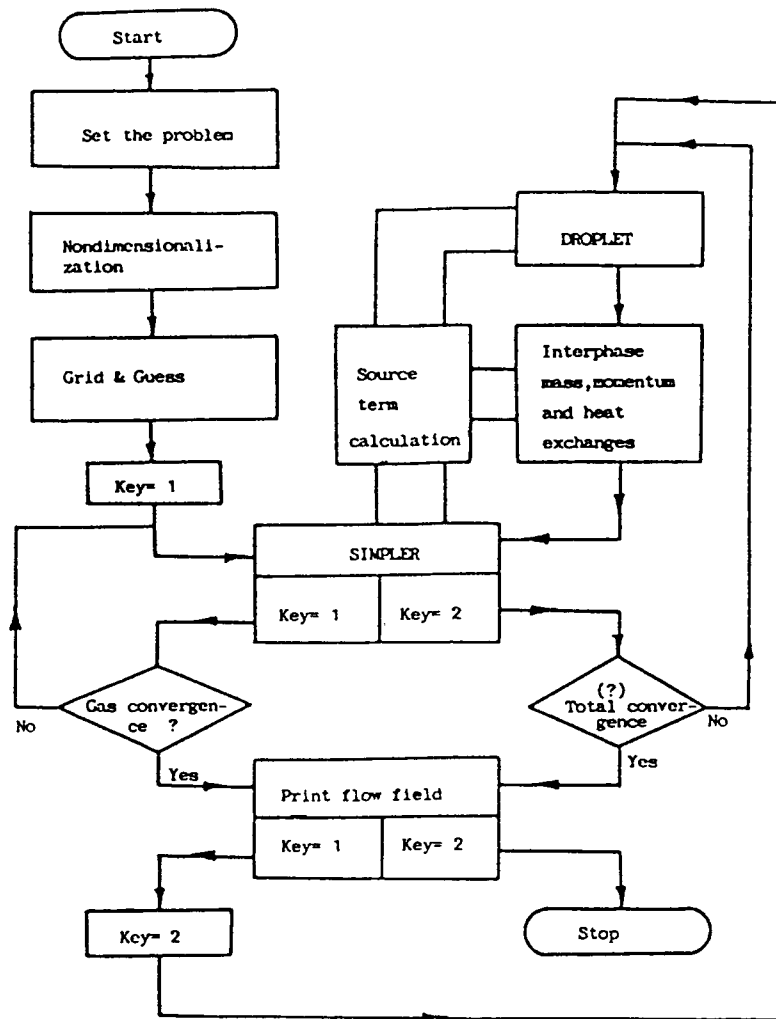 Start
Set the problem
Nondimensionali-
zation
Grid & Guess
Key= 1
DROPLET
Source
term
calculation
Interphase
mass,momentum
and heat
exchanges
SIMPLER
Key= 1
Key= 2
Gas convergen-
ce ?
No
Yes
(?)
Total conver-
gence
No
Yes
Print flow field
Key= 1
Key= 2
Key= 2
Stop